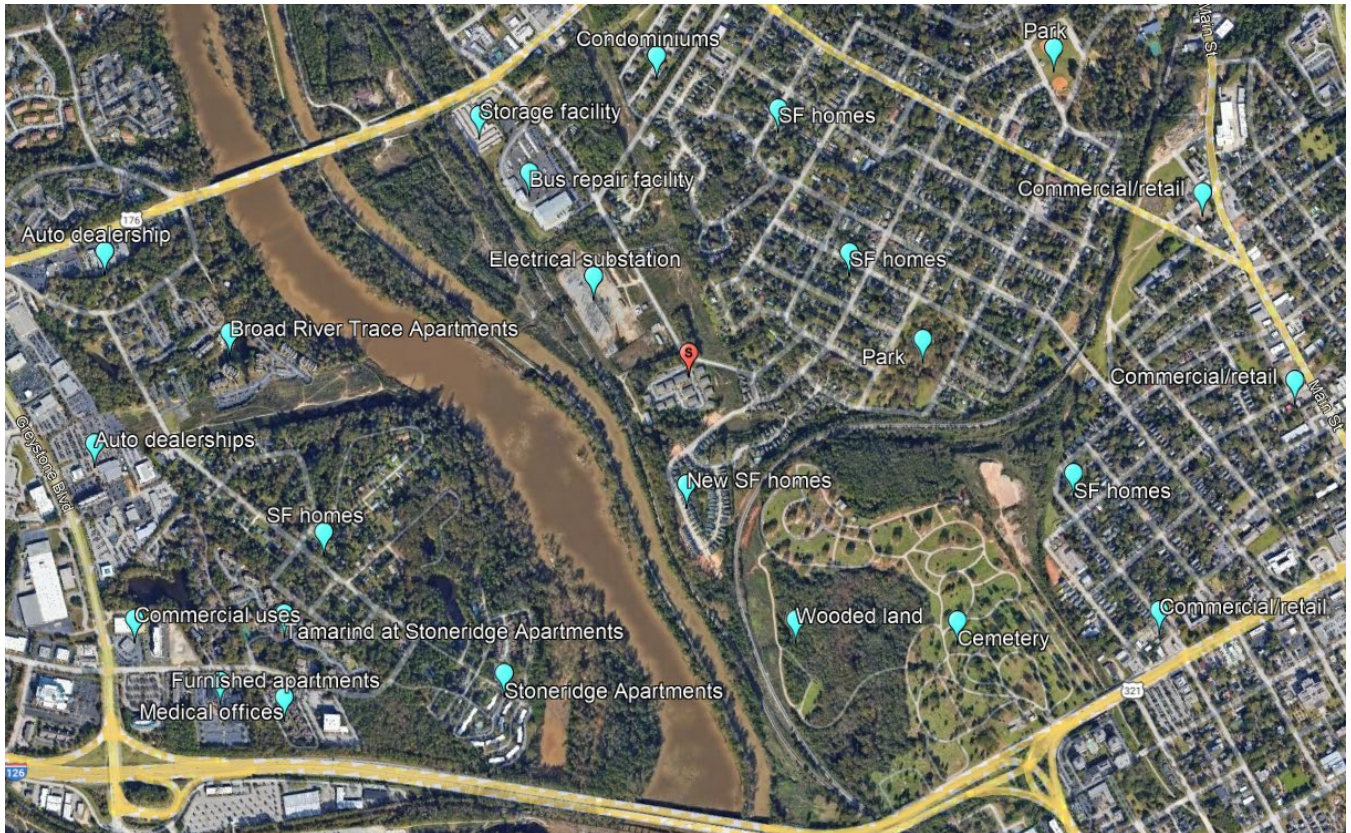 Condominiums
Park
Main St
Storage facility
SF homes
Bus repair facility
Commercial/retail
176
Auto dealership
Electrical substation
SF homes
Broad River Trace Apartments
S
Park
Commercial/retail
Main St
Auto dealerships
Greystone Blvd
New SF homes
SF homes
SF homes
Commercial uses
Tamarind at Stoneridge Apartments
Wooded land
Cemetery
Commercial/retail
Furnished apartments
Stoneridge Apartments
Medical offices
321
126